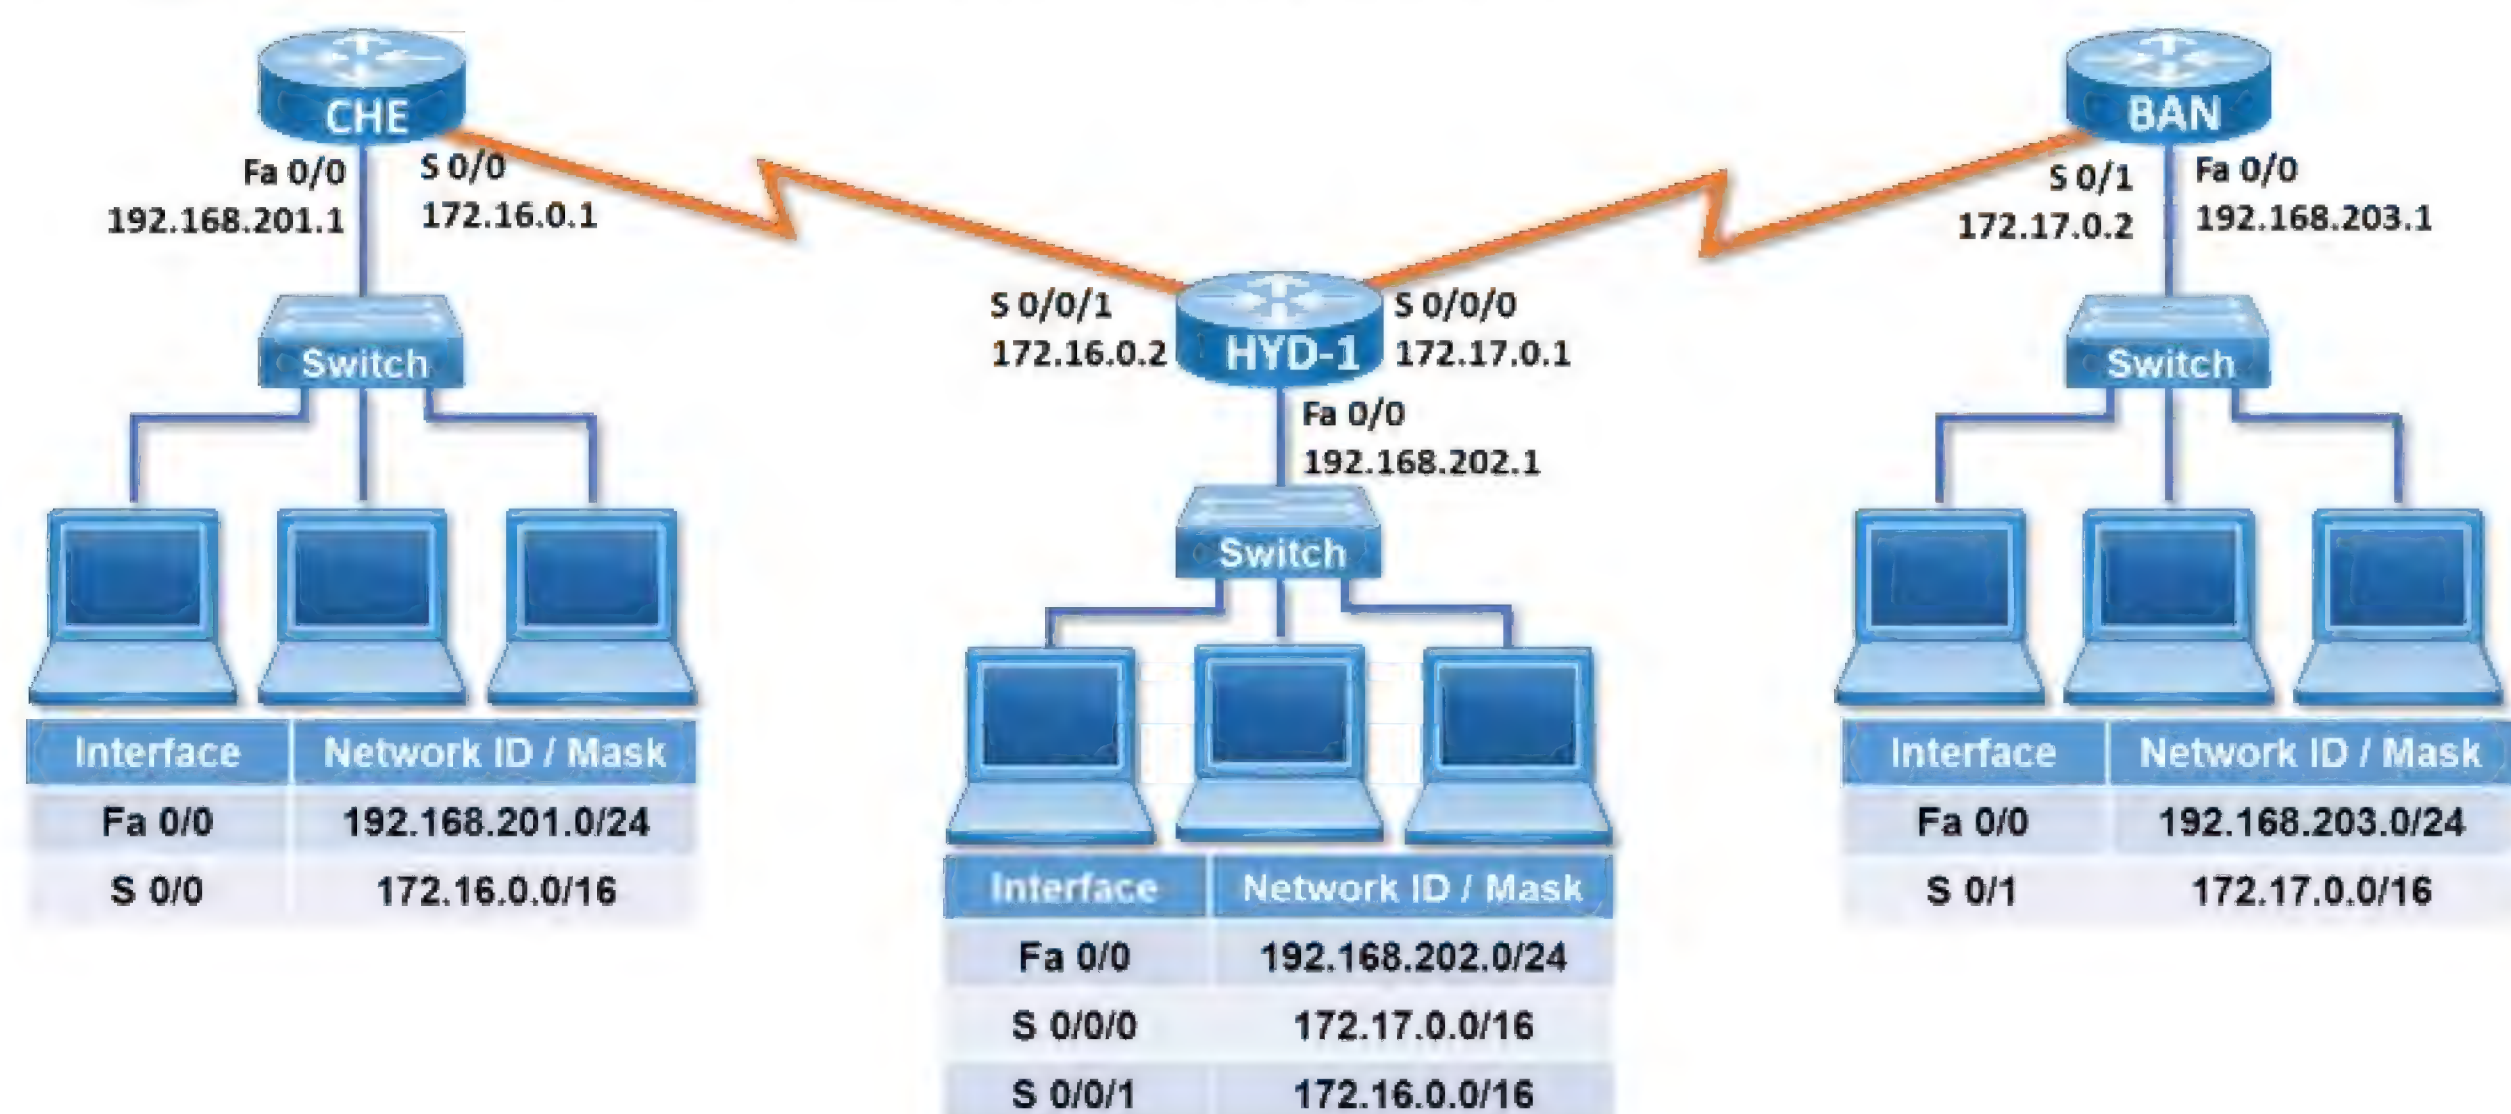 CHE
Fa 0/0
192.168.201.1
S 0/0
172.16.0.1
Switch
Interface Network ID / Mask
Fa 0/0 192.168.201.0/24
S 0/0 172.16.0.0/16
S 0/0/1
172.16.0.2
HYD-1
S 0/0/0
172.17.0.1
Fa 0/0
192.168.202.1
Switch
Interface Network ID / Mask
Fa 0/0 192.168.202.0/24
S 0/0/0 172.17.0.0/16
S 0/0/1 172.16.0.0/16
BAN
S 0/1
172.17.0.2
Fa 0/0
192.168.203.1
Switch
Interface Network ID / Mask
Fa 0/0 192.168.203.0/24
S 0/1 172.17.0.0/16